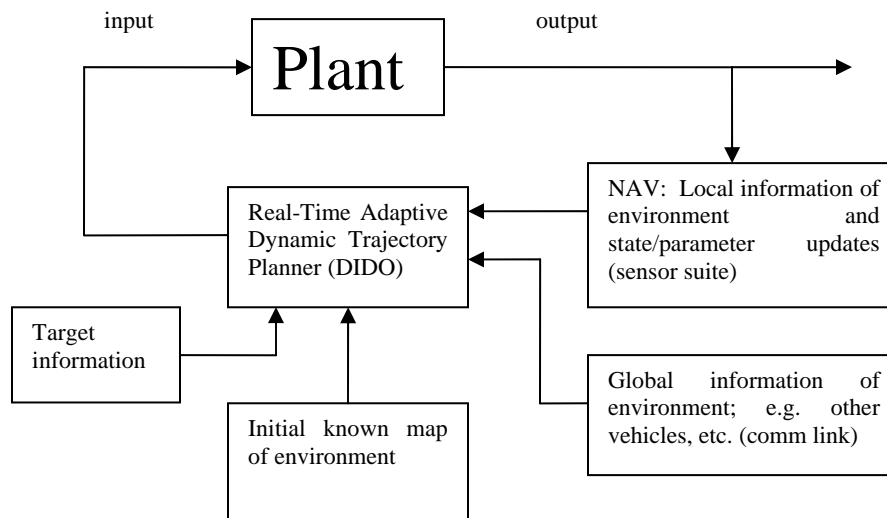 input
output
Plant
NAV: Local information of
environment and
state/parameter updates
(sensor suite)
Real-Time Adaptive
Dynamic Trajectory
Planner (DIDO)
Target
information
Global information of
environment; e.g. other
vehicles, etc. (comm link)
Initial known map
of environment